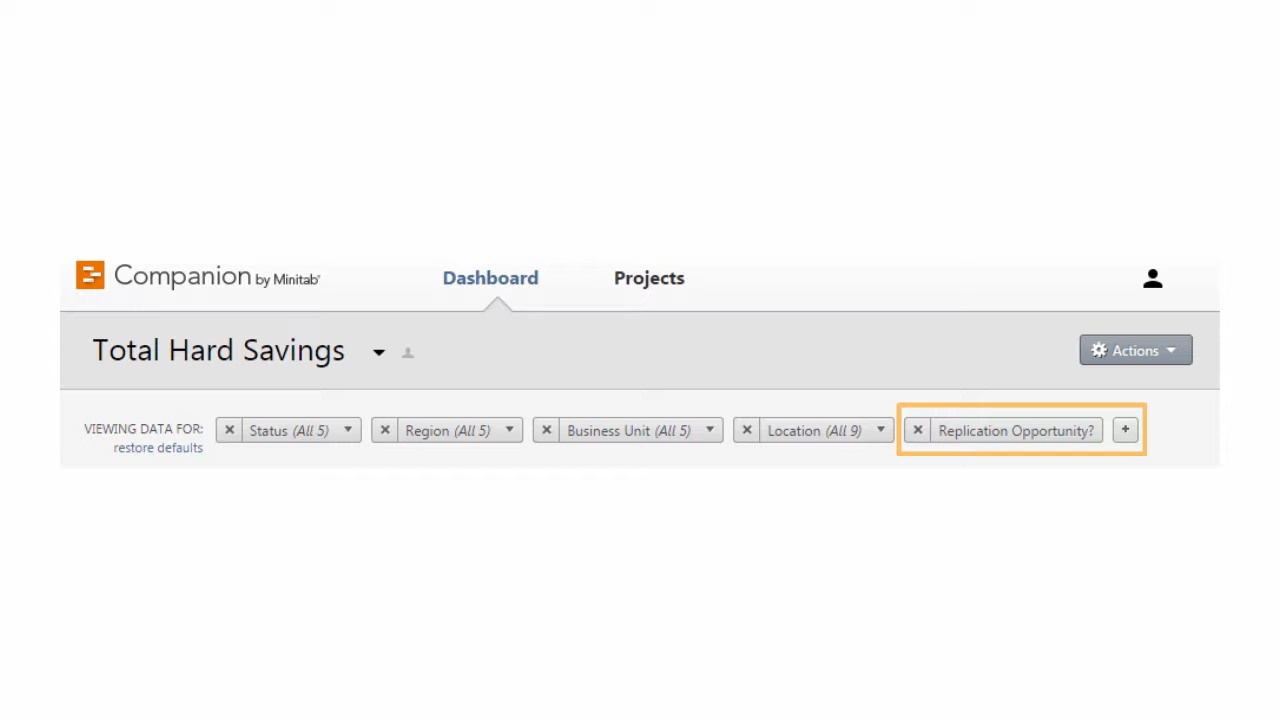 Companion by Minitab®
Dashboard
Projects
Total Hard Savings
Actions
VIEWING DATA FOR:
restore defaults
Status (All 5)
Region (All 5)
Business Unit (All 5)
Location (All 9)
Replication Opportunity?
+